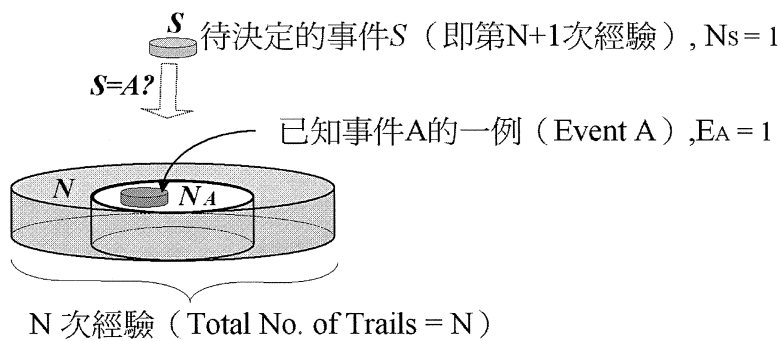 S
待決定的事件S（即第N+1次經驗）, Ns = 1
S=A?
已知事件A的一例（Event A）,EA = 1
N
NA
N 次經驗（Total No. of Trails = N）